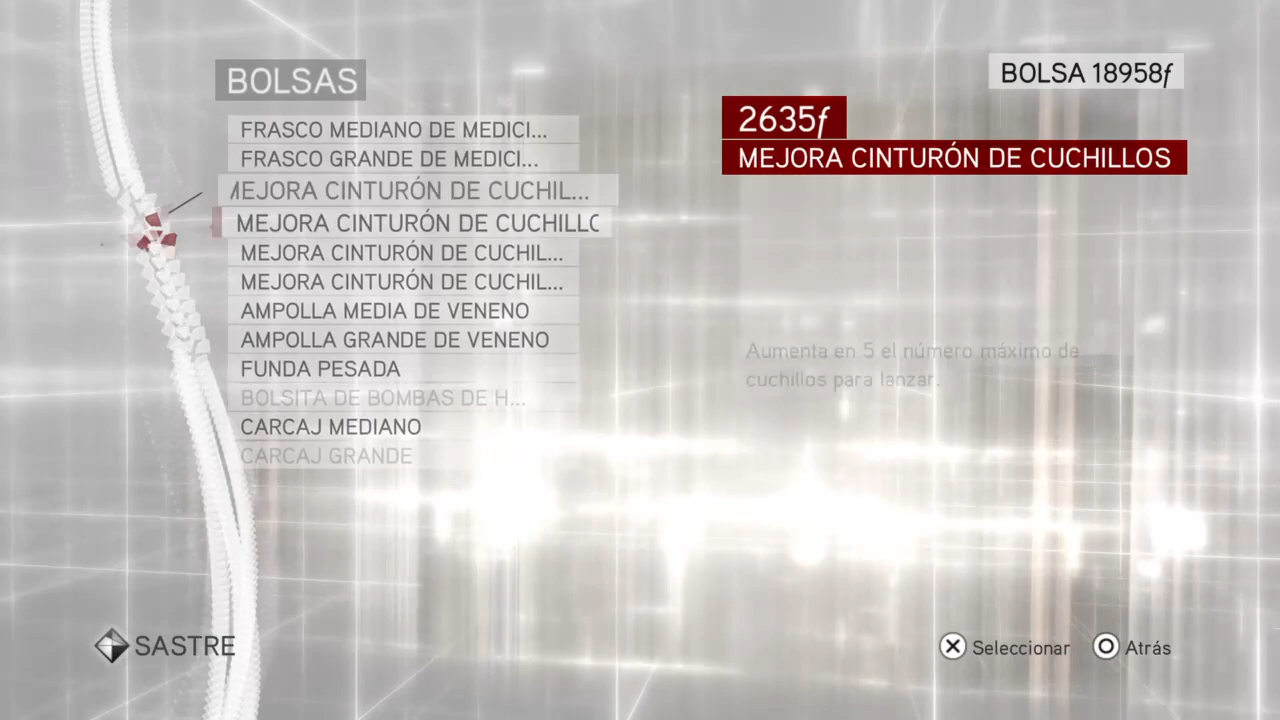 BOLSAS
BOLSA 18958f
2635f
MEJORA CINTURÓN DE CUCHILLOS
FRASCO MEDIANO DE MEDICI...
FRASCO GRANDE DE MEDICI...
MEJORA CINTURÓN DE CUCHIL...
MEJORA CINTURÓN DE CUCHILLO
MEJORA CINTURÓN DE CUCHIL...
MEJORA CINTURÓN DE CUCHIL...
AMPOLLA MEDIA DE VENENO
AMPOLLA GRANDE DE VENENO
FUNDA PESADA
BOLSITA DE BOMBAS DE H...
CARCAJ MEDIANO
CARCAJ GRANDE
Aumenta en 5 el número máximo de
cuchillos para lanzar.
SASTRE
Seleccionar
Atrás